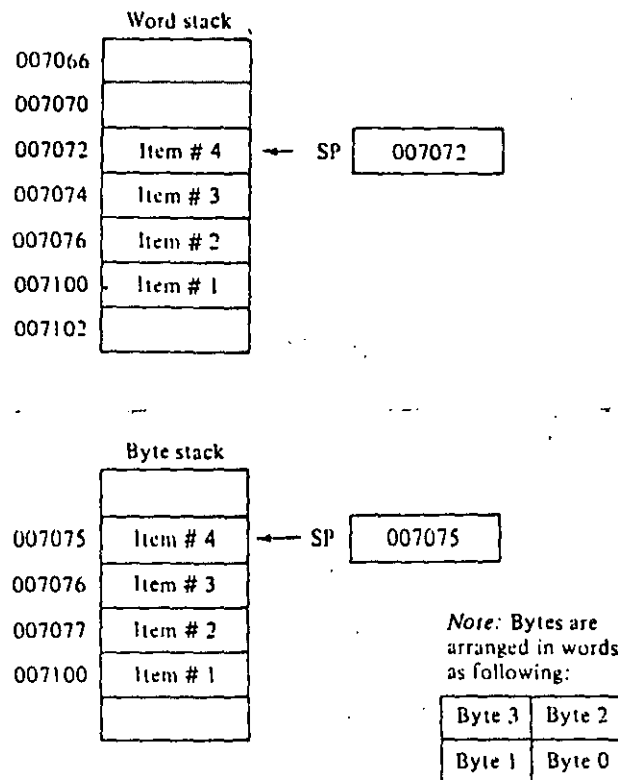 Word stack
007066
007070
007072 Item # 4 SP 007072
007074 Item # 3
007076 Item # 2
007100 Item # 1
007102
Byte stack
007075 Item # 4 SP 007075
007076 Item # 3
007077 Item # 2
007100 Item # 1
Note: Bytes are
arranged in words
as following:
Byte 3 Byte 2
Byte 1 Byte 0